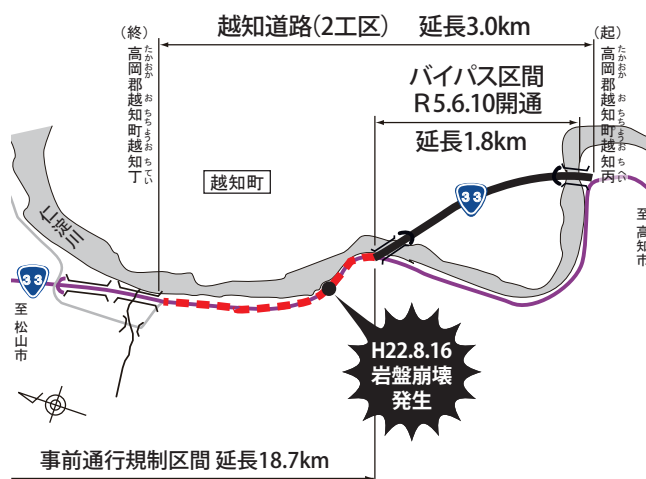 越知道路(2工区) 延長3.0km
(終)
高岡郡越知町越知丁
たかおか お ちちょうお ち てい
(起)
高岡郡越知町越知丙
たかおか お ちちょうお ち へい
バイパス区間
R5.6.10開通
延長1.8km
越知町
仁淀川
33
33
至高知市
至松山市
H22.8.16
岩盤崩壊
発生
事前通行規制区間 延長18.7km